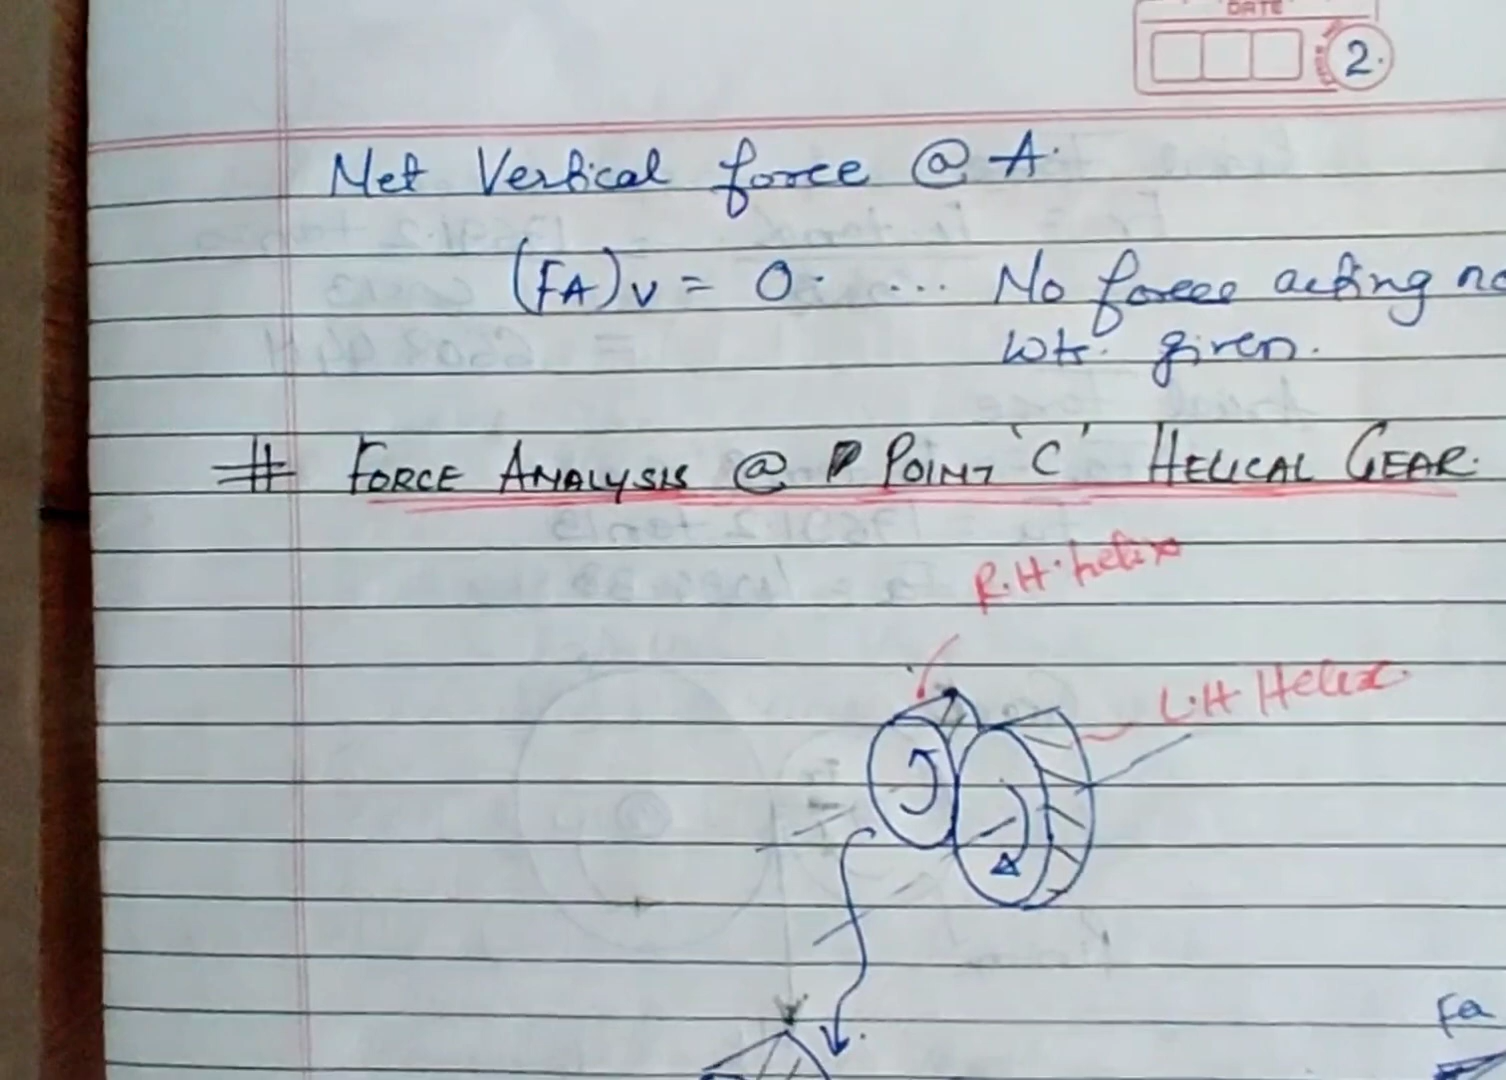 DATE
2.
Net Vertical force @ A.
(FA)v = 0. ... No forces acting no
wts. given.
# FORCE ANALYSIS @ POINT 'C' HELICAL GEAR.
R.H. helix
L.H Helix.
Fa